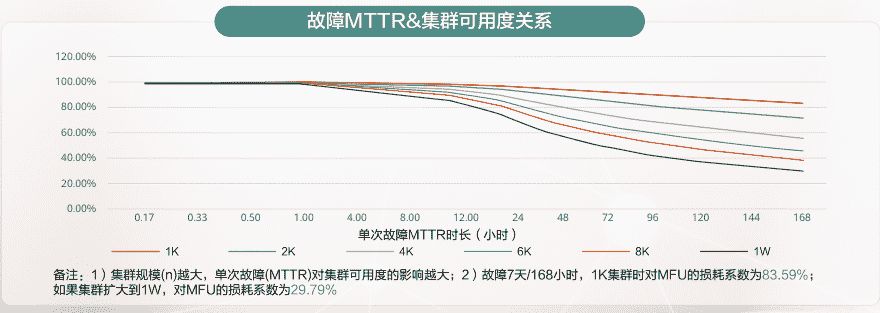 故障MTTR&集群可用度关系
120.00%
100.00%
80.00%
60.00%
40.00%
20.00%
0.00%
0.17 0.33 0.50 1.00 4.00 8.00 12.00 24 48 72 96 120 144 168
单次故障MTTR时长（小时）
1K 2K 4K 6K 8K 1W
备注：1）集群规模(n)越大，单次故障(MTTR)对集群可用度的影响越大；2）故障7天/168小时，1K集群时对MFU的损耗系数为83.59%；
如果集群扩大到1W，对MFU的损耗系数为29.79%